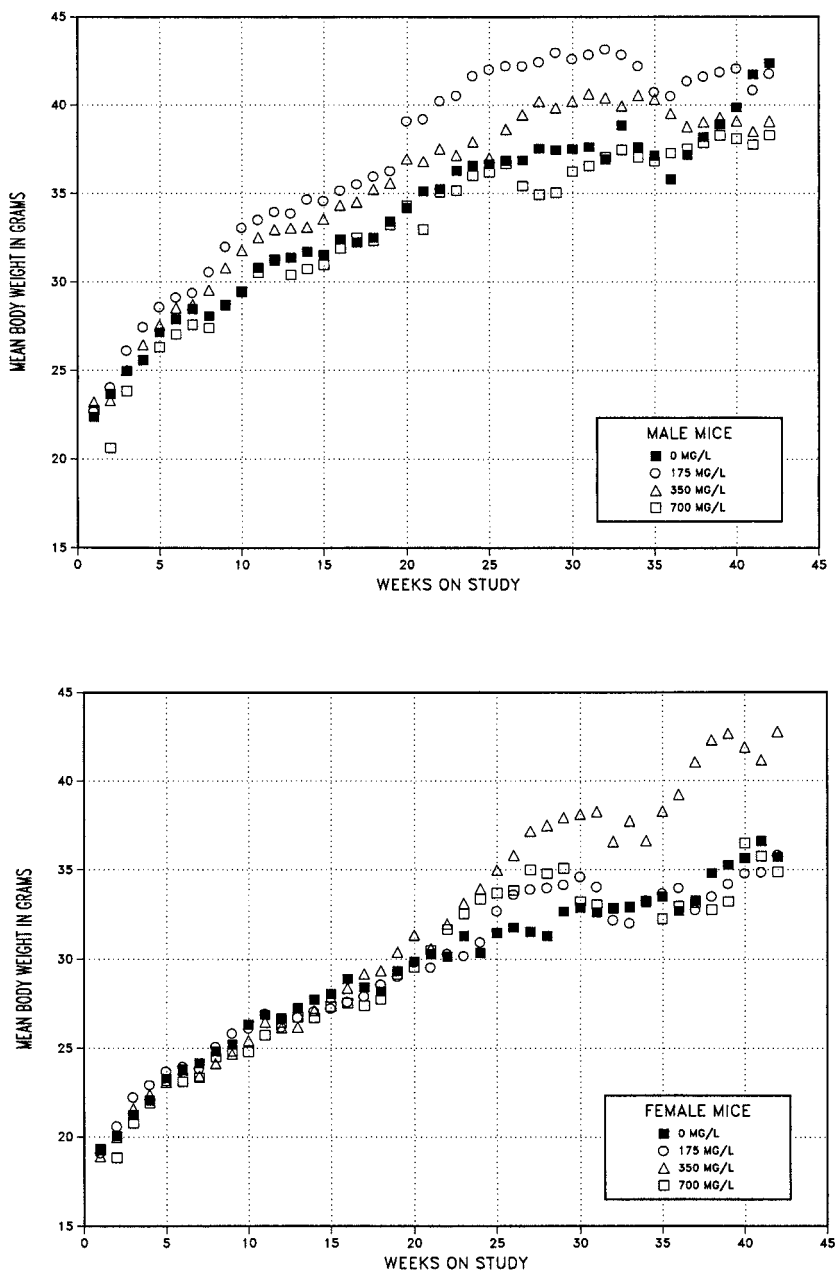 MEAN BODY WEIGHT IN GRAMS
45
40
35
30
25
20
15
MALE MICE
0 MG/L
175 MG/L
350 MG/L
700 MG/L
0 5 10 15 20 25 30 35 40 45
WEEKS ON STUDY
MEAN BODY WEIGHT IN GRAMS
45
40
35
30
25
20
15
FEMALE MICE
0 MG/L
175 MG/L
350 MG/L
700 MG/L
0 5 10 15 20 25 30 35 40 45
WEEKS ON STUDY